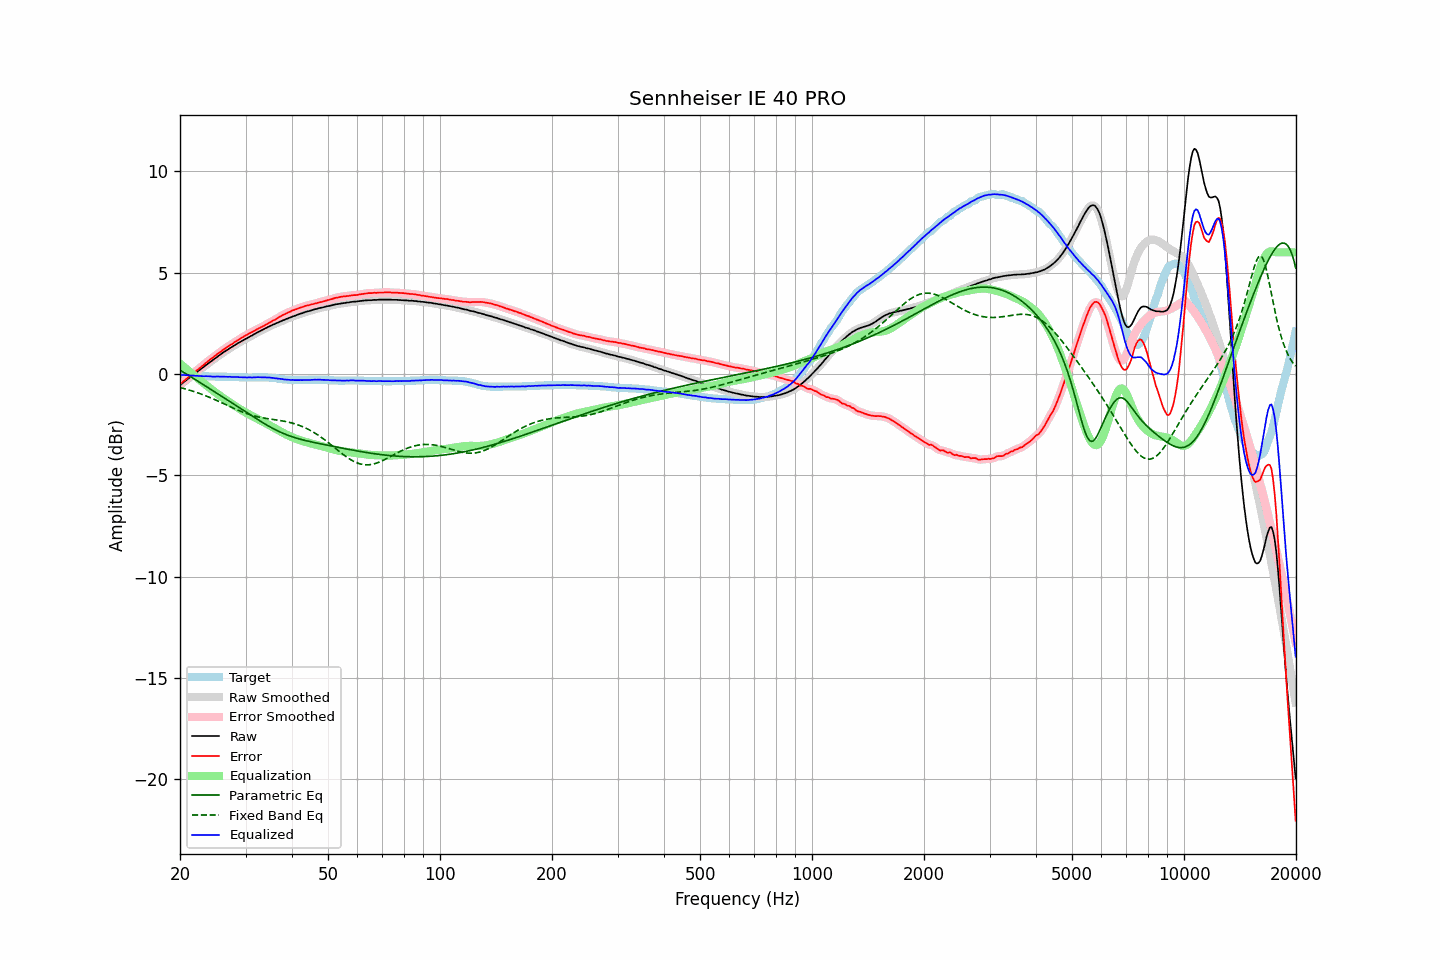 Sennheiser IE 40 PRO
Amplitude (dBr)
10
5
0
−5
−10
−15
−20
Target
Raw Smoothed
Error Smoothed
Raw
Error
Equalization
Parametric Eq
Fixed Band Eq
Equalized
20 50 100 200 500 1000 2000 5000 10000 20000
Frequency (Hz)